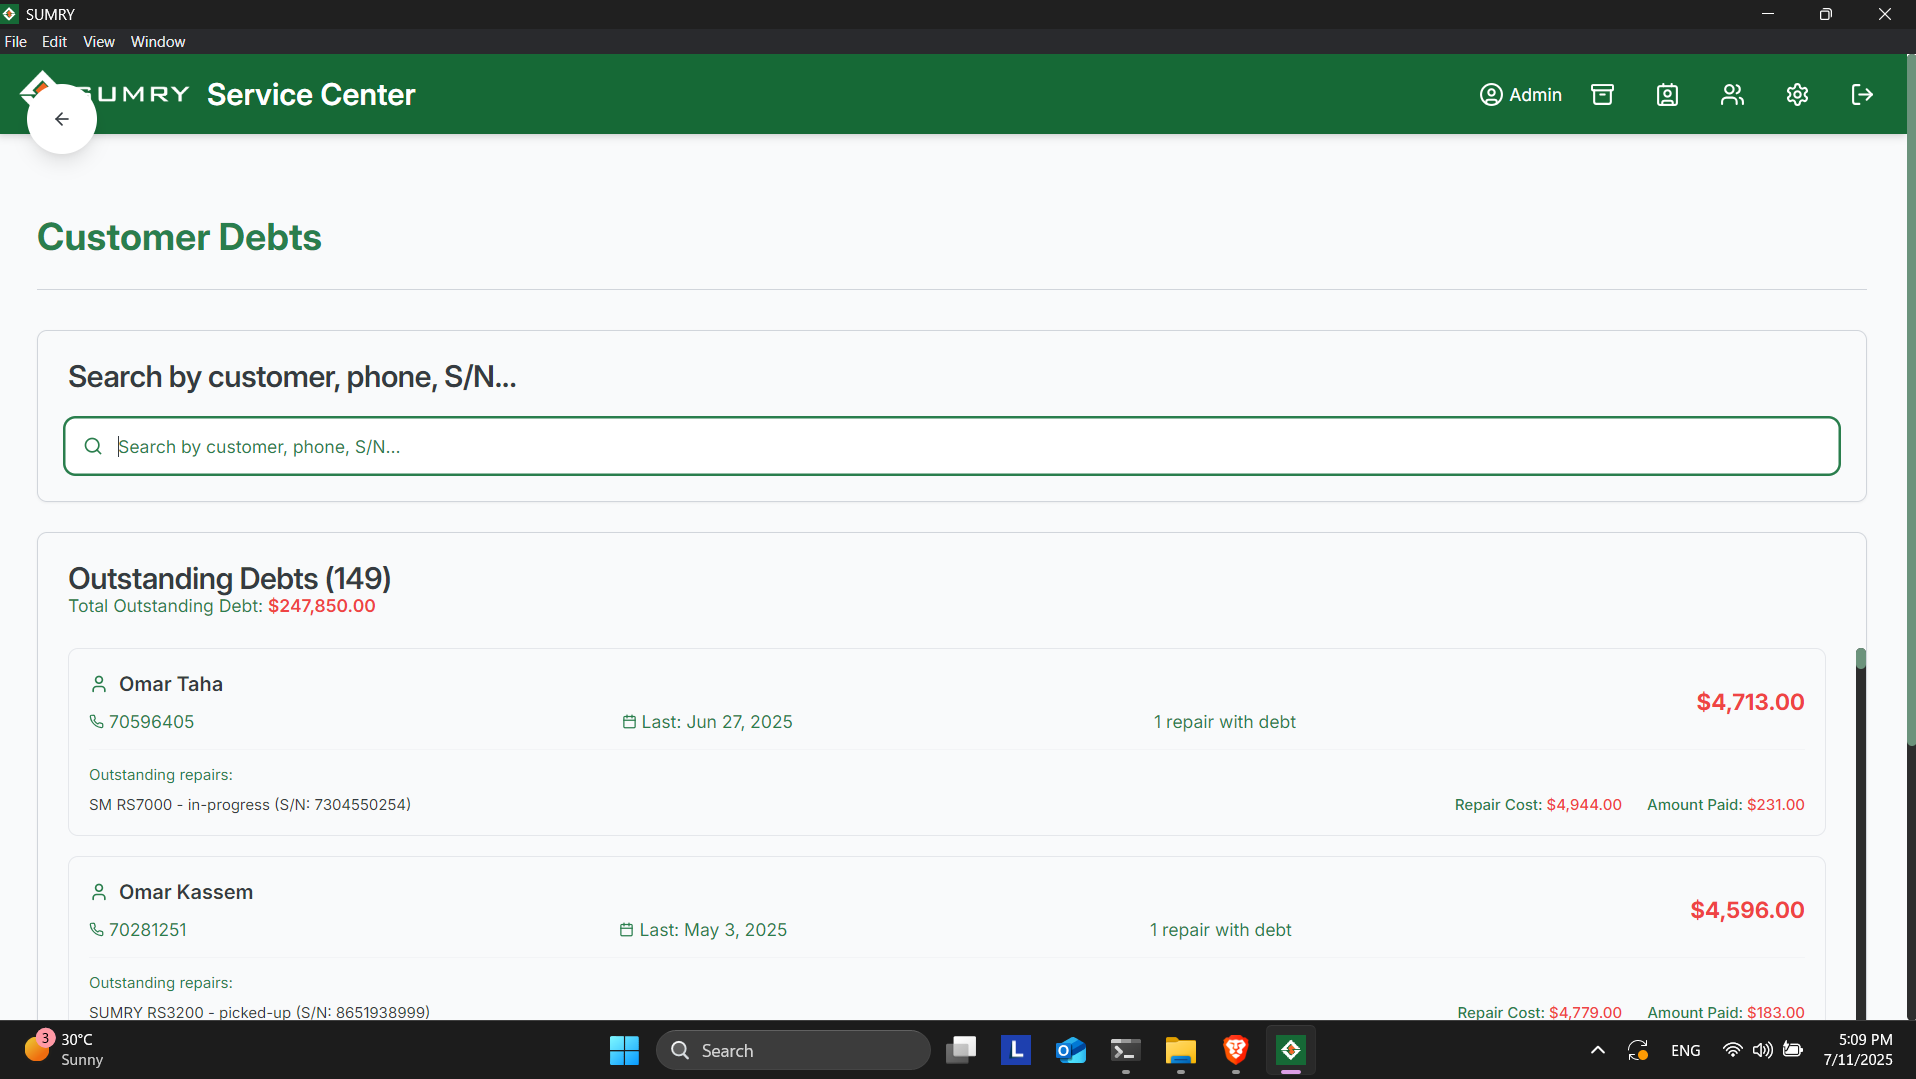 SUMRY
File Edit View Window
SUMRY Service Center
Admin
Customer Debts
Search by customer, phone, S/N...
Search by customer, phone, S/N...
Outstanding Debts (149)
Total Outstanding Debt: $247,850.00
Omar Taha
$4,713.00
70596405 Last: Jun 27, 2025 1 repair with debt
Outstanding repairs:
SM RS7000 - in-progress (S/N: 7304550254) Repair Cost: $4,944.00 Amount Paid: $231.00
Omar Kassem
$4,596.00
70281251 Last: May 3, 2025 1 repair with debt
Outstanding repairs:
SUMRY RS3200 - picked-up (S/N: 8651938999) Repair Cost: $4,779.00 Amount Paid: $183.00
3 30°C
Sunny
Search
L
ENG
5:09 PM
7/11/2025